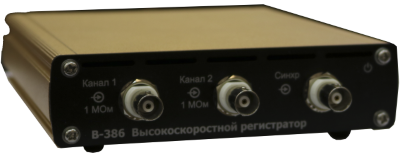 Канал 1
1 МОм
Канал 2
1 МОм
Синхр
В-386 Высокоскоростной регистратор